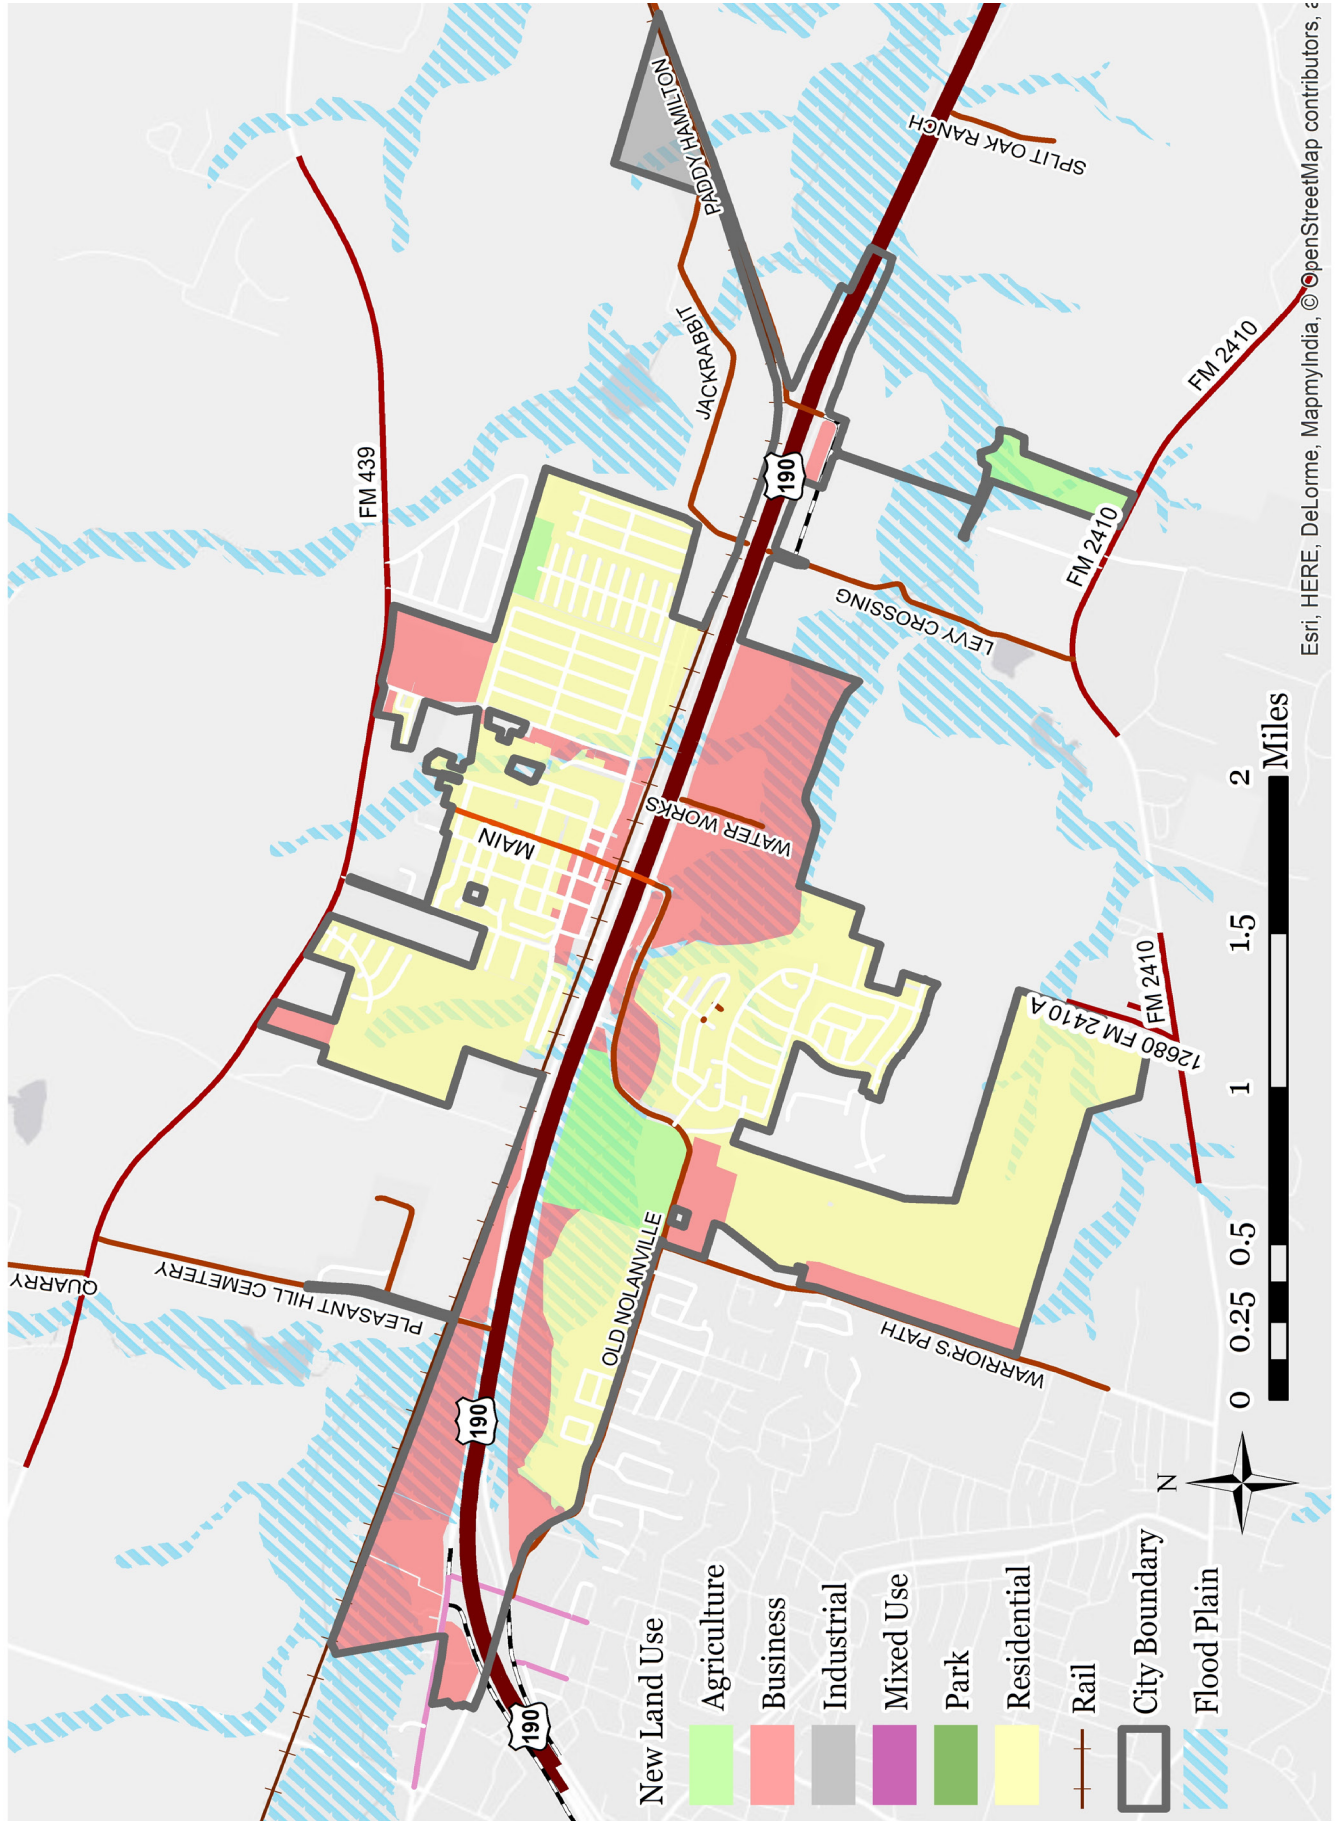 FM 439
PADDY HAMILTON
SPLIT OAK RANCH
JACKRABBIT
190
FM 2410
FM 2410
LEVY CROSSING
MAIN
WATER WORKS
FM 2410
12680 FM 2410 A
QUARRY
PLEASANT HILL CEMETERY
OLD NOLANVILLE
WARRIOR'S PATH
190
190
New Land Use
Agriculture
Business
Industrial
Mixed Use
Park
Residential
Rail
City Boundary
Flood Plain
N
0 0.25 0.5 1 1.5 2
Miles
Esri, HERE, DeLorme, MapmyIndia, © OpenStreetMap contributors,